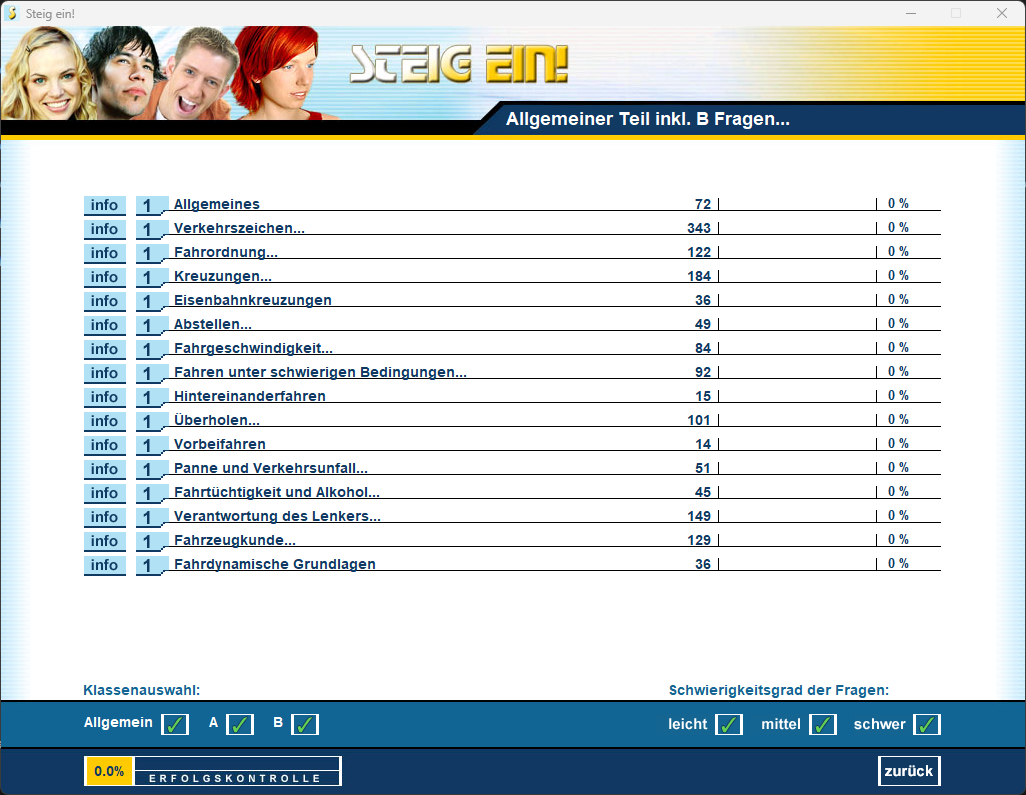 Steig ein!
STEIG EIN!
Allgemeiner Teil inkl. B Fragen...
info 1 Allgemeines 72 0 %
info 1 Verkehrszeichen... 343 0 %
info 1 Fahrordnung... 122 0 %
info 1 Kreuzungen... 184 0 %
info 1 Eisenbahnkreuzungen 36 0 %
info 1 Abstellen... 49 0 %
info 1 Fahrgeschwindigkeit... 84 0 %
info 1 Fahren unter schwierigen Bedingungen... 92 0 %
info 1 Hintereinanderfahren 15 0 %
info 1 Überholen... 101 0 %
info 1 Vorbeifahren 14 0 %
info 1 Panne und Verkehrsunfall... 51 0 %
info 1 Fahrtüchtigkeit und Alkohol... 45 0 %
info 1 Verantwortung des Lenkers... 149 0 %
info 1 Fahrzeugkunde... 129 0 %
info 1 Fahrdynamische Grundlagen 36 0 %
Klassenauswahl: Schwierigkeitsgrad der Fragen:
Allgemein A B leicht mittel schwer
0.0% ERFOLGSKONTROLLE zurück